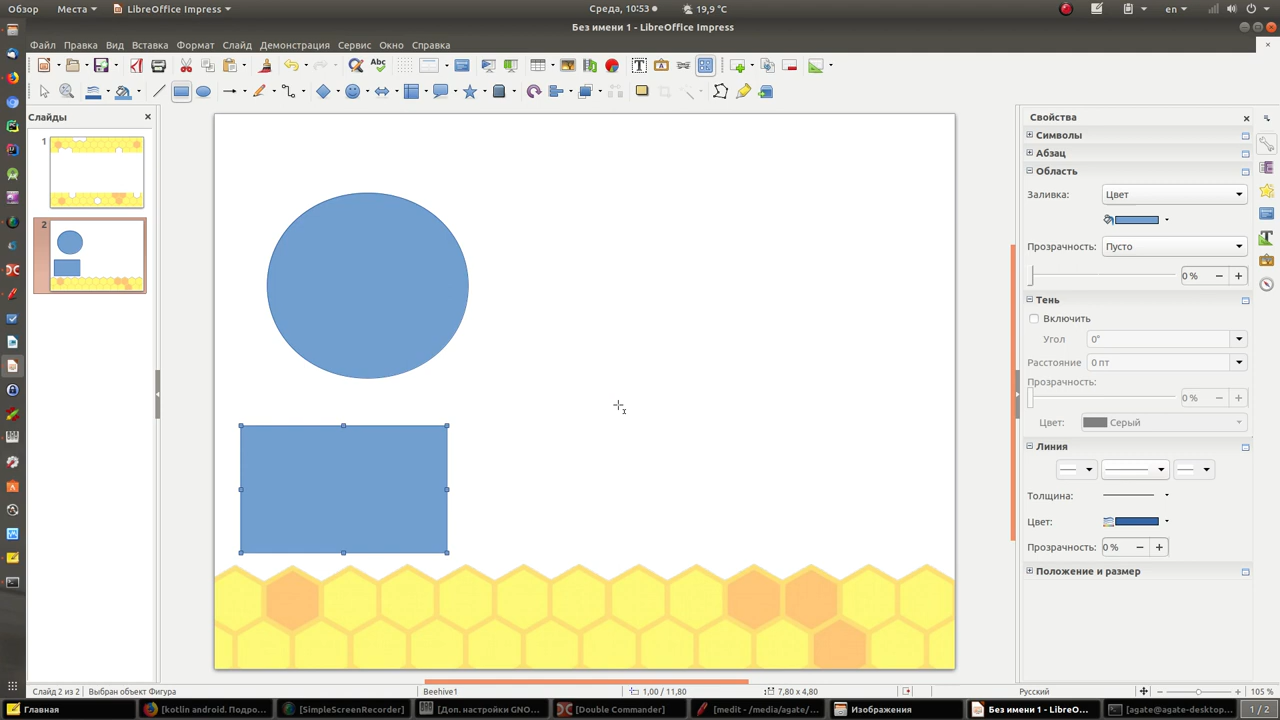 Обзор Места LibreOffice Impress Среда, 10:53 19,9 °C en
Без имени 1 - LibreOffice Impress
Файл Правка Вид Вставка Формат Слайд Демонстрация Сервис Окно Справка
Слайды
1
2
Свойства
Символы
Абзац
Область
Заливка: Цвет
Прозрачность: Пусто
0 %
Тень
Включить
Угол 0°
Расстояние 0 пт
Прозрачность:
0 %
Цвет: Серый
Линия
Толщина:
Цвет:
Прозрачность: 0 %
Положение и размер
Слайд 2 из 2 Выбран объект Фигура Beehive1 1,00 / 11,80 7,80 x 4,80 Русский 105 %
Главная [kotlin android. Подро... [SimpleScreenRecorder] [Доп. настройки GNO... [Double Commander] [medit - /media/agate/... Изображения Без имени 1 - LibreO... [agate@agate-desktop... 1 / 2